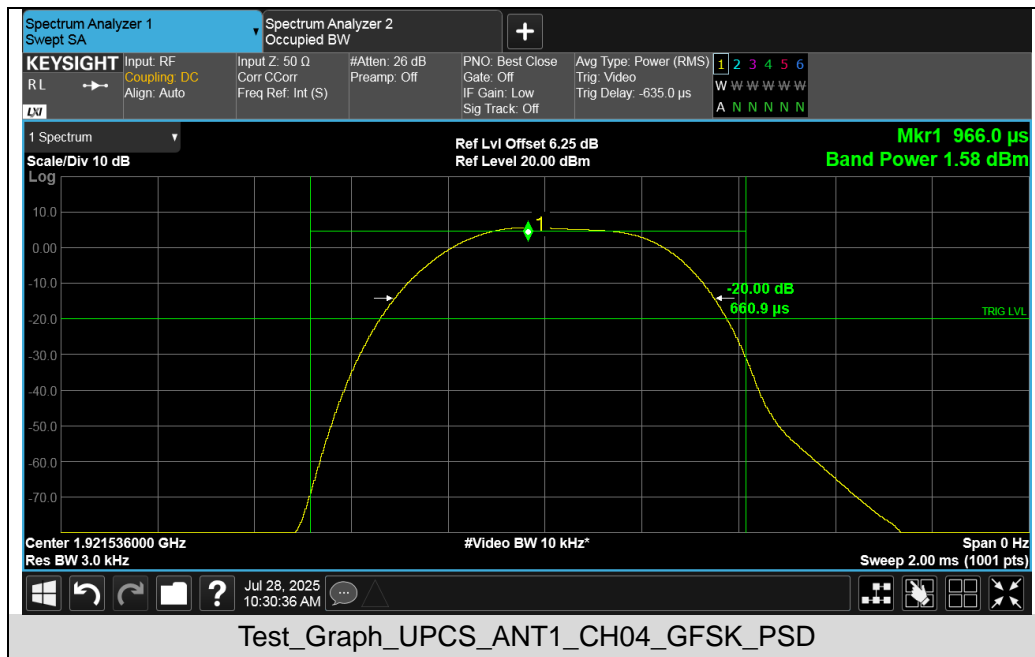 Spectrum Analyzer 1
Swept SA
Spectrum Analyzer 2
Occupied BW
+
KEYSIGHT
RL
LXI
Input: RF
Coupling: DC
Align: Auto
Input Z: 50 Ω
Corr CCorr
Freq Ref: Int (S)
#Atten: 26 dB
Preamp: Off
PNO: Best Close
Gate: Off
IF Gain: Low
Sig Track: Off
Avg Type: Power (RMS)
Trig: Video
Trig Delay: -635.0 µs
1 2 3 4 5 6
W W W W W W
A N N N N N
1 Spectrum
Scale/Div 10 dB
Ref Lvl Offset 6.25 dB
Ref Level 20.00 dBm
Mkr1 966.0 µs
Band Power 1.58 dBm
Log
10.0
0.00
-10.0
-20.0
-30.0
-40.0
-50.0
-60.0
-70.0
1
-20.00 dB
660.9 µs
TRIG LVL
Center 1.921536000 GHz
Res BW 3.0 kHz
#Video BW 10 kHz*
Span 0 Hz
Sweep 2.00 ms (1001 pts)
?
Jul 28, 2025
10:30:36 AM
Test_Graph_UPCS_ANT1_CH04_GFSK_PSD